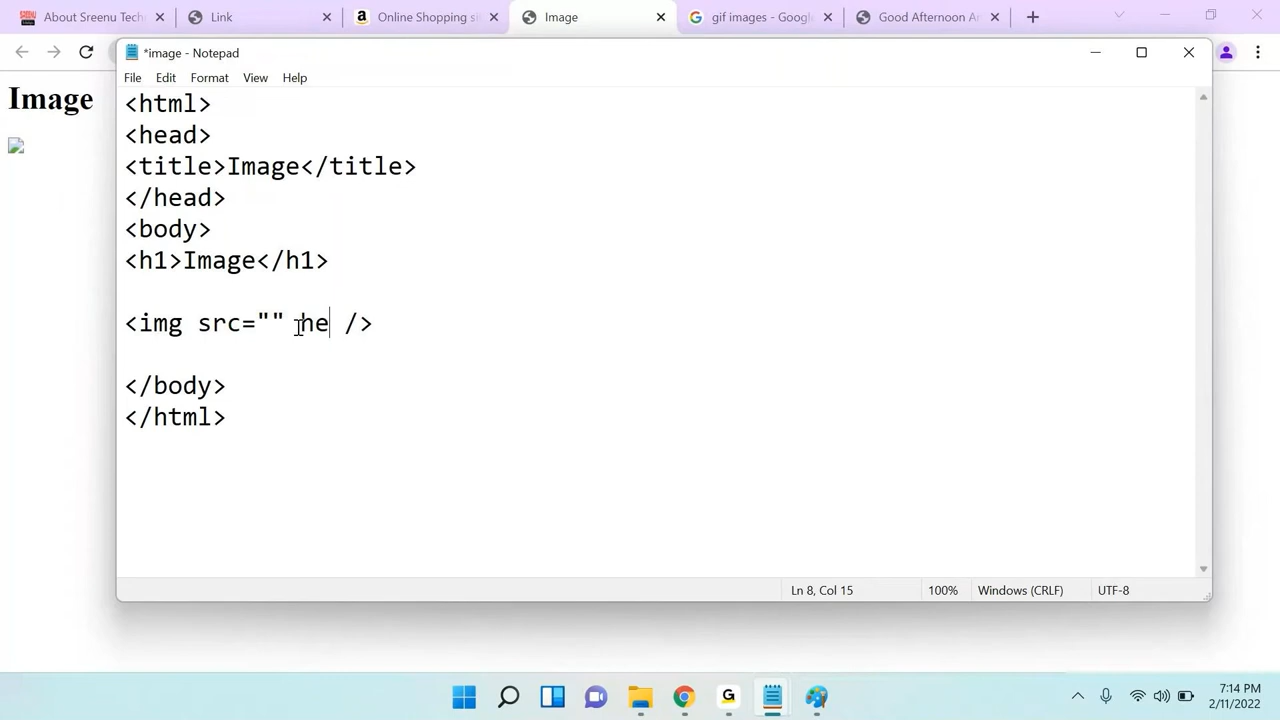 About Sreenu Tech
Link
Online Shopping si
Image
gif images - Google
Good Afternoon An
*image - Notepad
File Edit Format View Help
Image
<html>
<head>
<title>Image</title>
</head>
<body>
<h1>Image</h1>
<img src="" he />
</body>
</html>
Ln 8, Col 15
100%
Windows (CRLF)
UTF-8
7:14 PM
2/11/2022